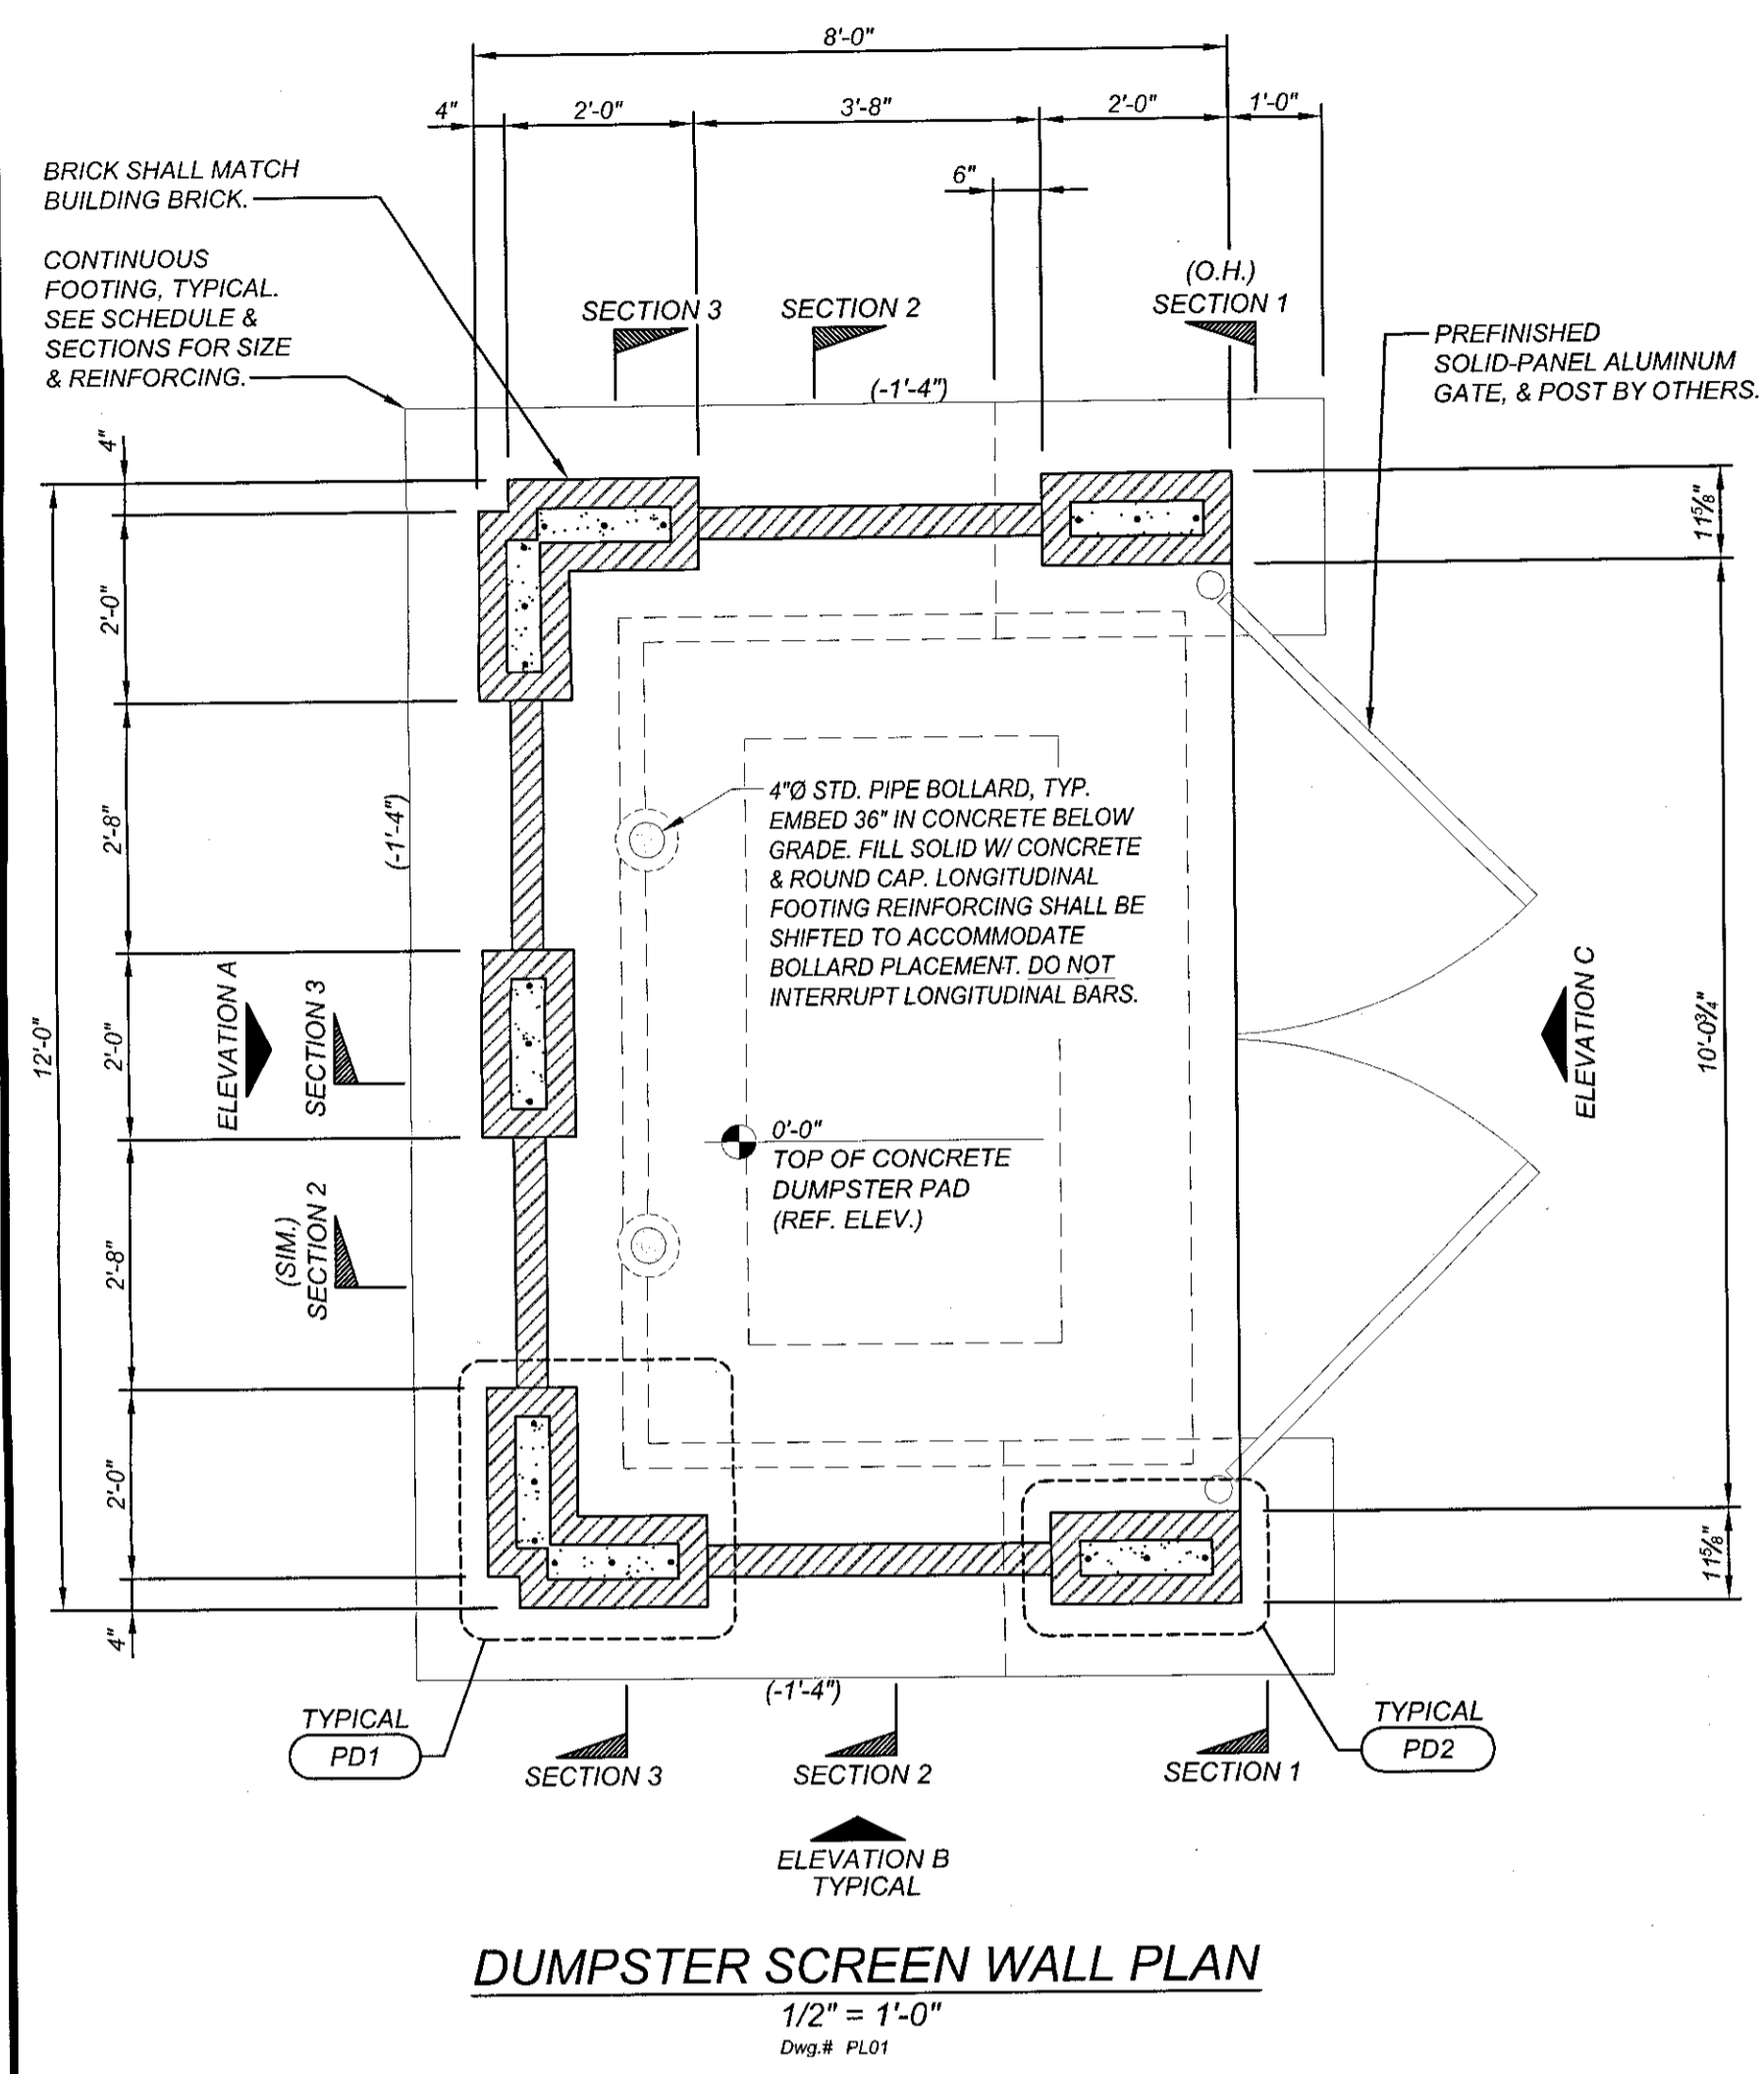 8'-0"
4"
2'-0"
3'-8"
2'-0"
1'-0"
6"
BRICK SHALL MATCH
BUILDING BRICK.
CONTINUOUS
FOOTING, TYPICAL.
SEE SCHEDULE &
SECTIONS FOR SIZE
& REINFORCING.
SECTION 3
SECTION 2
(O.H.)
SECTION 1
(-1'-4")
PREFINISHED
SOLID-PANEL ALUMINUM
GATE, & POST BY OTHERS.
4"
2'-0"
2'-8"
2'-0"
2'-8"
2'-0"
4"
12'-0"
(-1'-4")
ELEVATION A
SECTION 3
(SIM.)
SECTION 2
4"Ø STD. PIPE BOLLARD, TYP.
EMBED 36" IN CONCRETE BELOW
GRADE. FILL SOLID W/ CONCRETE
& ROUND CAP. LONGITUDINAL
FOOTING REINFORCING SHALL BE
SHIFTED TO ACCOMMODATE
BOLLARD PLACEMENT. DO NOT
INTERRUPT LONGITUDINAL BARS.
0'-0"
TOP OF CONCRETE
DUMPSTER PAD
(REF. ELEV.)
ELEVATION C
11⅝"
10'-0¾"
11⅝"
(-1'-4")
TYPICAL
PD1
SECTION 3
SECTION 2
SECTION 1
TYPICAL
PD2
ELEVATION B
TYPICAL
DUMPSTER SCREEN WALL PLAN
1/2" = 1'-0"
Dwg.# PL01